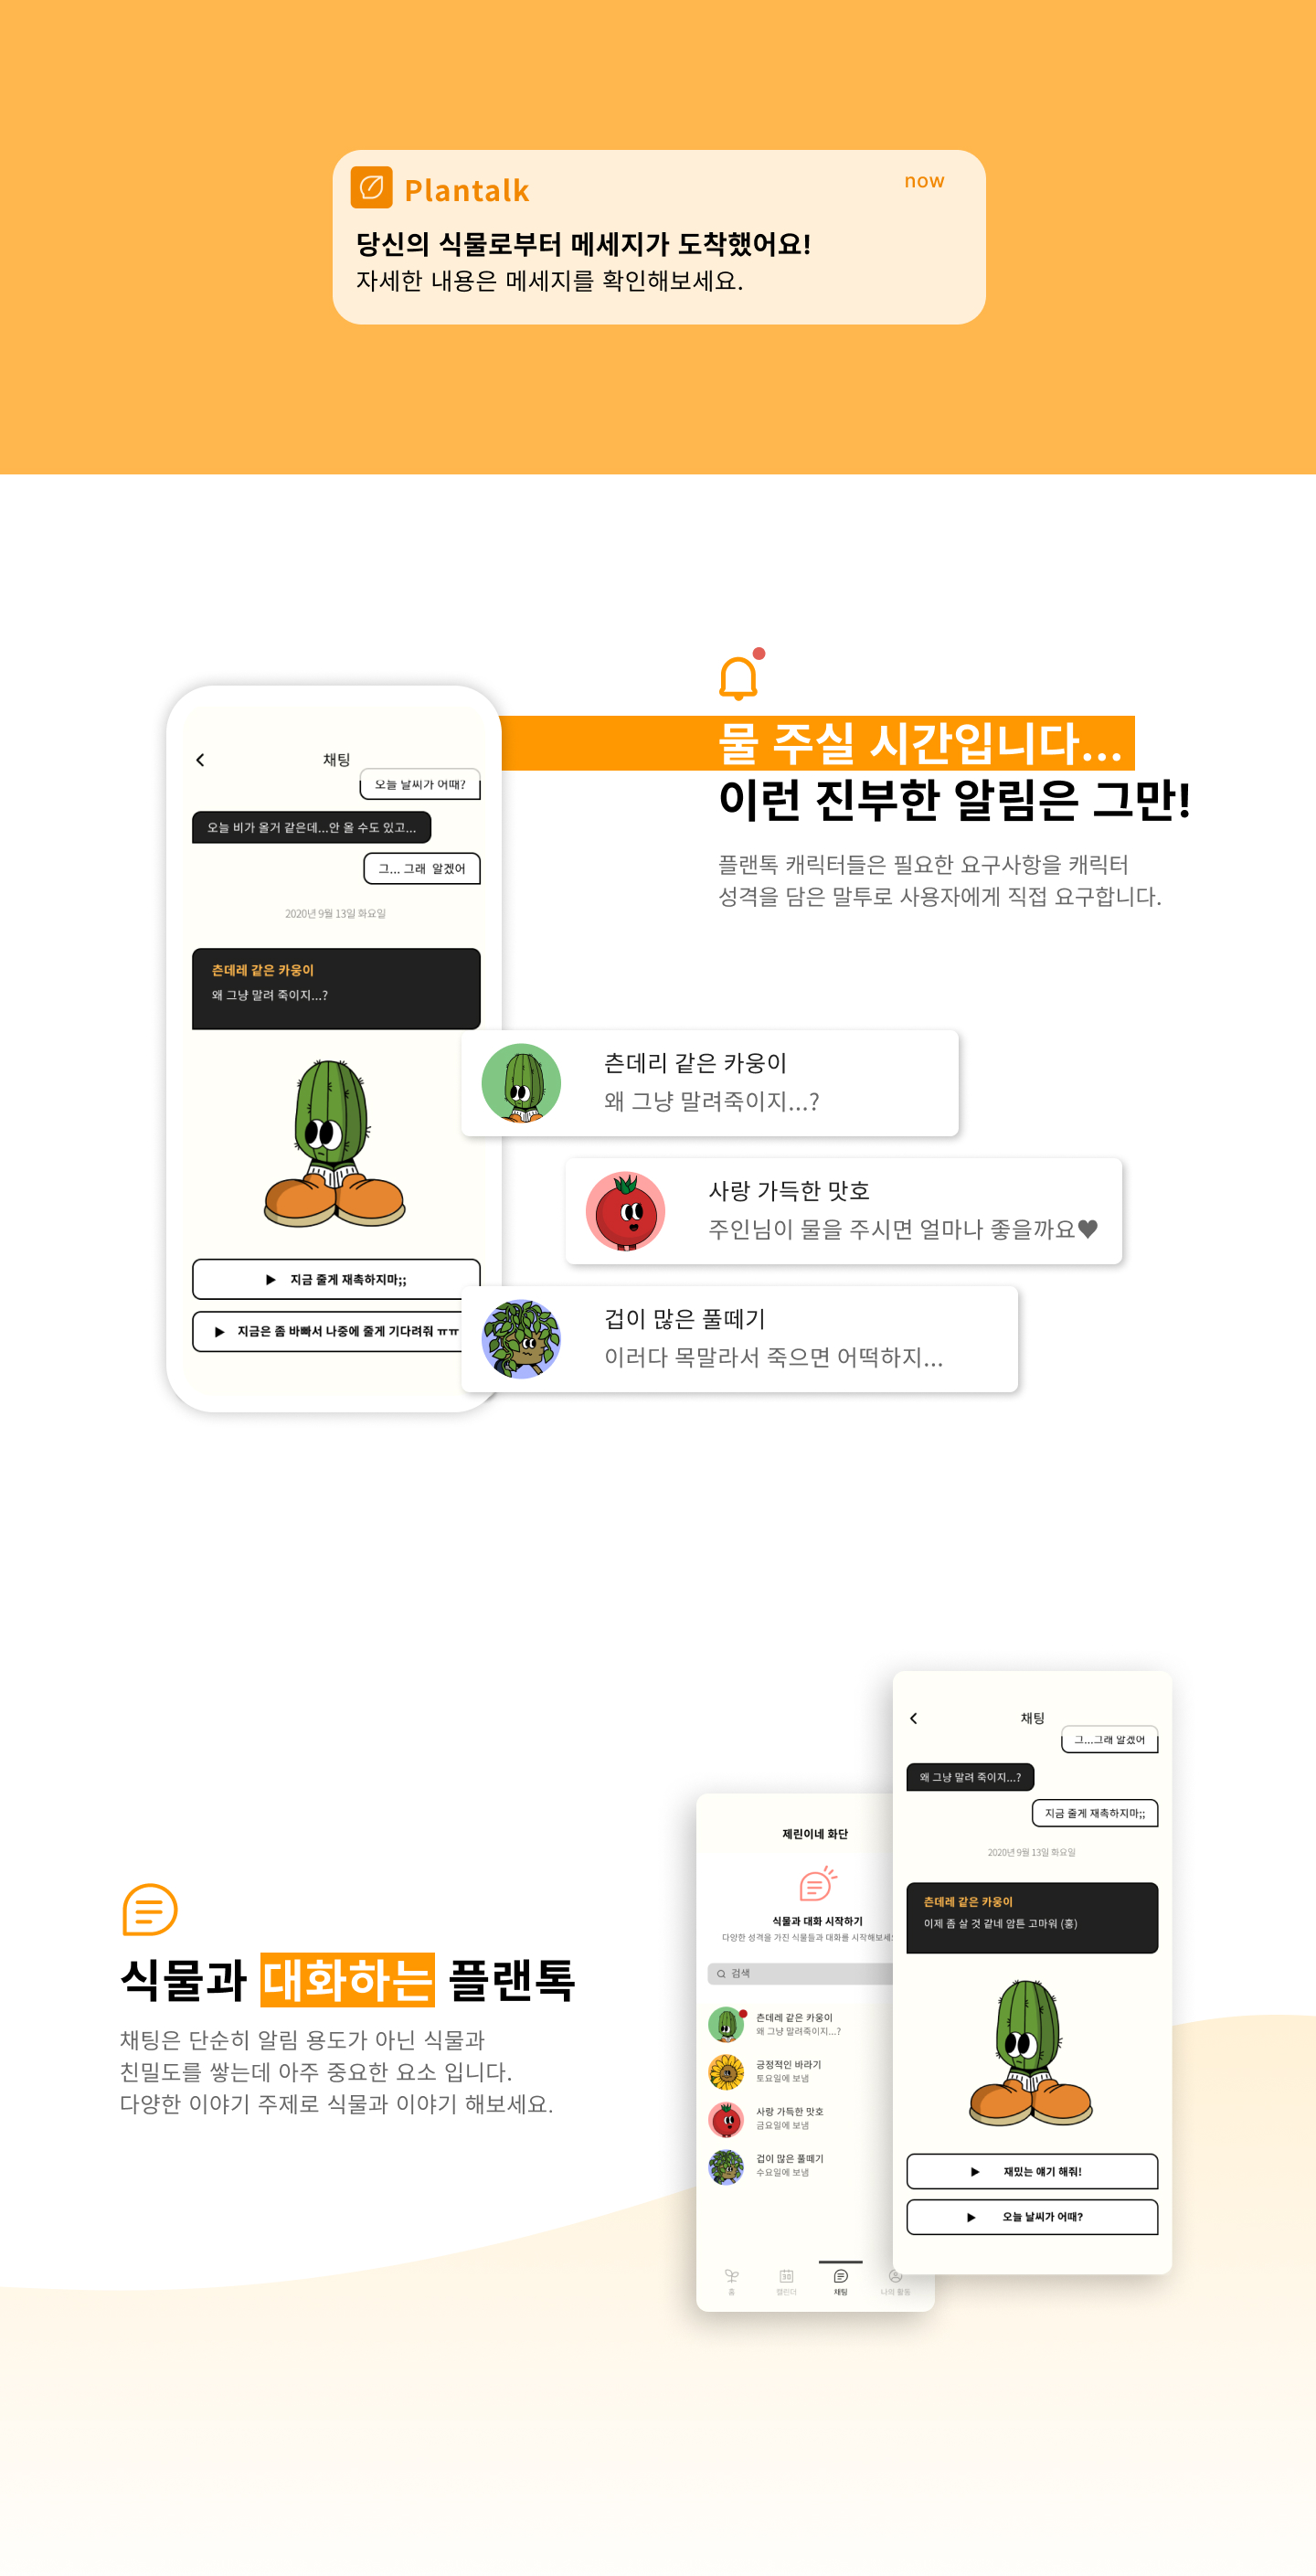 Plantalk
now
당신의 식물로부터 메세지가 도착했어요!
자세한 내용은 메세지를 확인해보세요.
물 주실 시간입니다...
이런 진부한 알림은 그만!
플랜톡 캐릭터들은 필요한 요구사항을 캐릭터
성격을 담은 말투로 사용자에게 직접 요구합니다.
채팅
오늘 날씨가 어때?
오늘 비가 올거 같은데...안 올 수도 있고...
그... 그래 알겠어
2020년 9월 13일 화요일
츤데레 같은 카웅이
왜 그냥 말려 죽이지...?
지금 줄게 재촉하지마;;
지금은 좀 바빠서 나중에 줄게 기다려줘 ㅠㅠ
츤데리 같은 카웅이
왜 그냥 말려죽이지...?
사랑 가득한 맛호
주인님이 물을 주시면 얼마나 좋을까요♥
겁이 많은 풀떼기
이러다 목말라서 죽으면 어떡하지...
식물과 대화하는 플랜톡
채팅은 단순히 알림 용도가 아닌 식물과
친밀도를 쌓는데 아주 중요한 요소 입니다.
다양한 이야기 주제로 식물과 이야기 해보세요.
제린이네 화단
식물과 대화 시작하기
다양한 성격을 가진 식물들과 대화를 시작해보세
검색
츤데레 같은 카웅이
왜 그냥 말려죽이지...?
긍정적인 바라기
토요일에 보냄
사랑 가득한 맛호
금요일에 보냄
겁이 많은 풀떼기
수요일에 보냄
홈
캘린더
채팅
나의 활동
채팅
그...그래 알겠어
왜 그냥 말려 죽이지...?
지금 줄게 재촉하지마;;
2020년 9월 13일 화요일
츤데레 같은 카웅이
이제 좀 살 것 같네 암튼 고마워 (흥)
재밌는 얘기 해줘!
오늘 날씨가 어때?